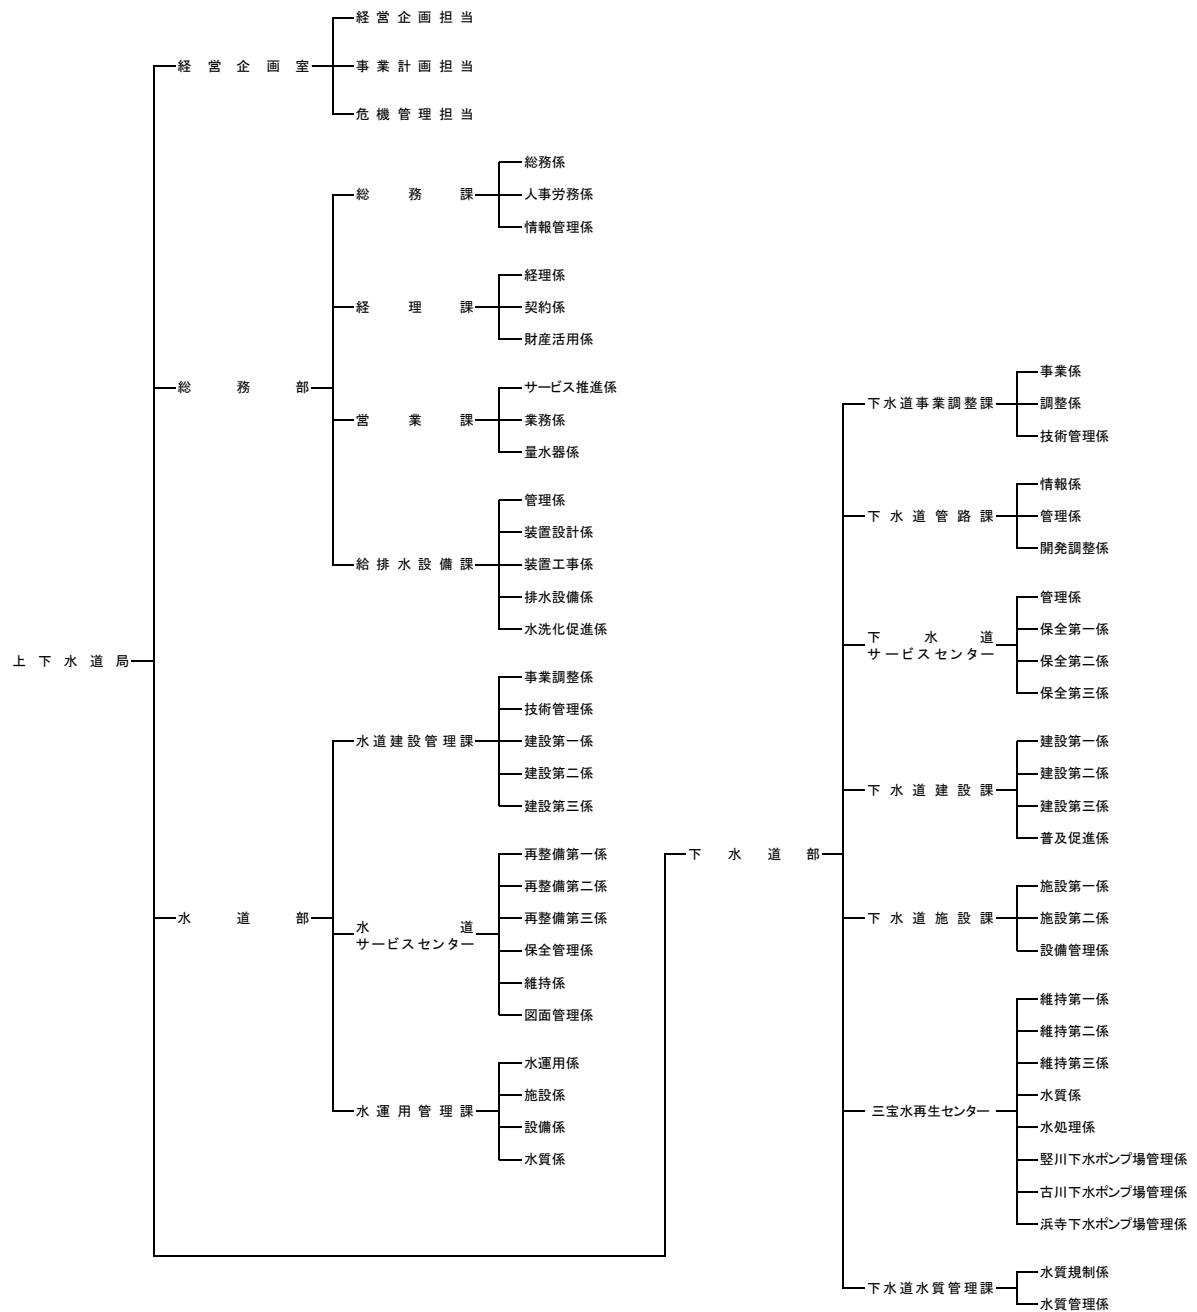 上下水道局
経営企画室
経営企画担当
事業計画担当
危機管理担当
総務部
総務課
総務係
人事労務係
情報管理係
経理課
経理係
契約係
財産活用係
営業課
サービス推進係
業務係
量水器係
給排水設備課
管理係
装置設計係
装置工事係
排水設備係
水洗化促進係
水道部
水道建設管理課
事業調整係
技術管理係
建設第一係
建設第二係
建設第三係
水道
サービスセンター
再整備第一係
再整備第二係
再整備第三係
保全管理係
維持係
図面管理係
水運用管理課
水運用係
施設係
設備係
水質係
下水道部
下水道事業調整課
事業係
調整係
技術管理係
下水道管路課
情報係
管理係
開発調整係
下水道
サービスセンター
管理係
保全第一係
保全第二係
保全第三係
下水道建設課
建設第一係
建設第二係
建設第三係
普及促進係
下水道施設課
施設第一係
施設第二係
設備管理係
三宝水再生センター
維持第一係
維持第二係
維持第三係
水質係
水処理係
竪川下水ポンプ場管理係
古川下水ポンプ場管理係
浜寺下水ポンプ場管理係
下水道水質管理課
水質規制係
水質管理係